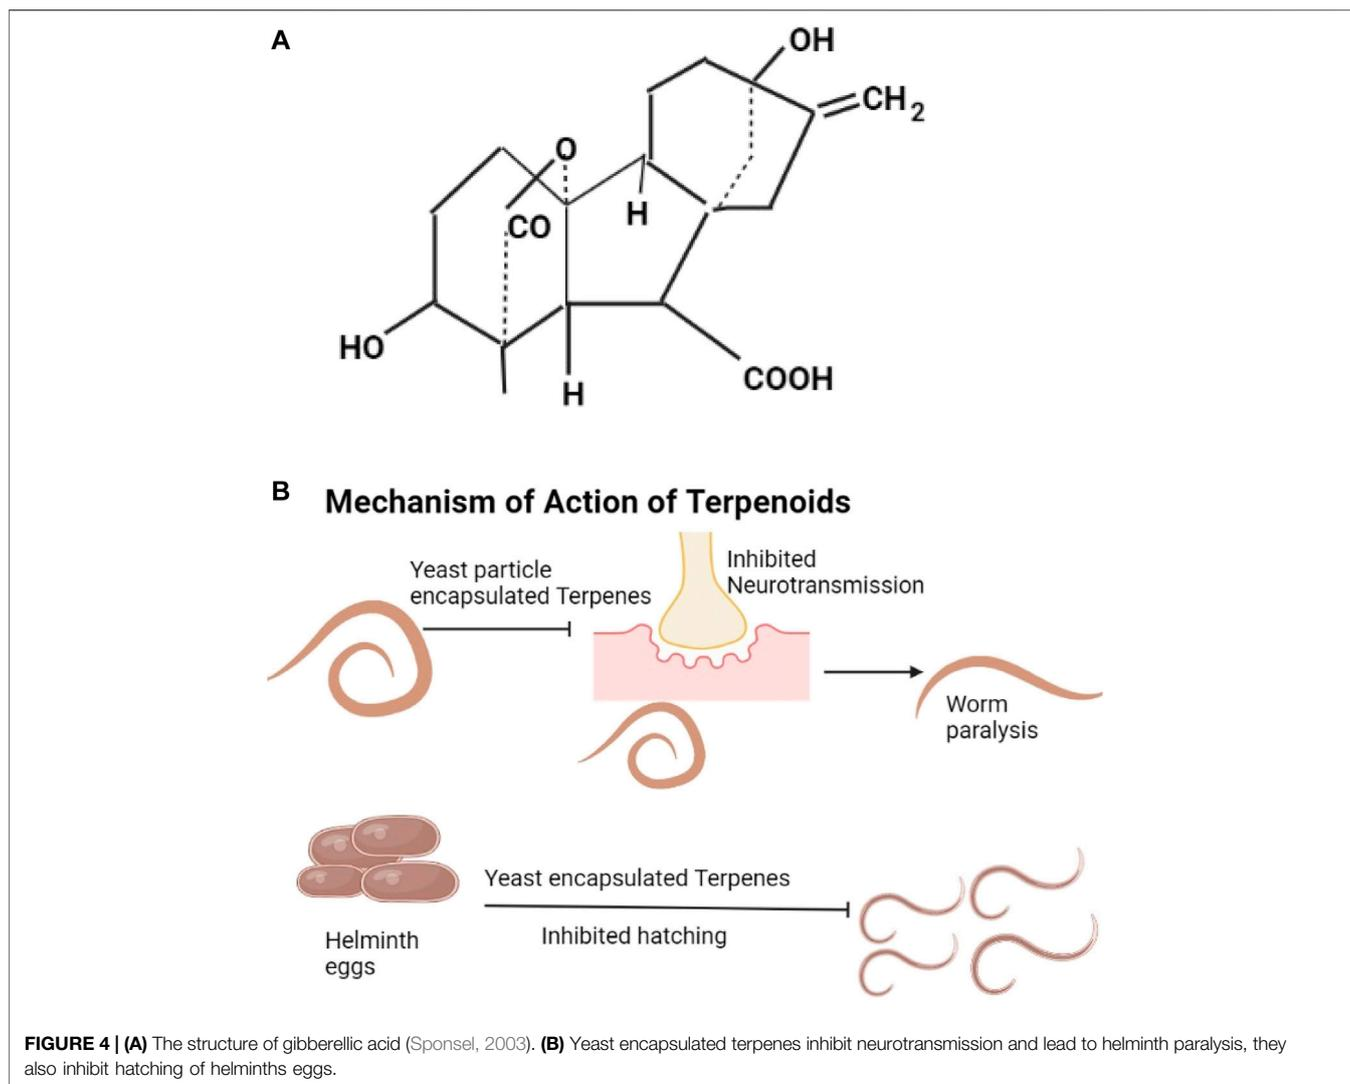 A
OH
CH2
O
H
CO
HO
H
COOH
B
Mechanism of Action of Terpenoids
Yeast particle
encapsulated Terpenes
Inhibited
Neurotransmission
Worm
paralysis
Yeast encapsulated Terpenes
Inhibited hatching
Helminth
eggs
FIGURE 4 | (A) The structure of gibberellic acid (Sponsel, 2003). (B) Yeast encapsulated terpenes inhibit neurotransmission and lead to helminth paralysis, they
also inhibit hatching of helminths eggs.